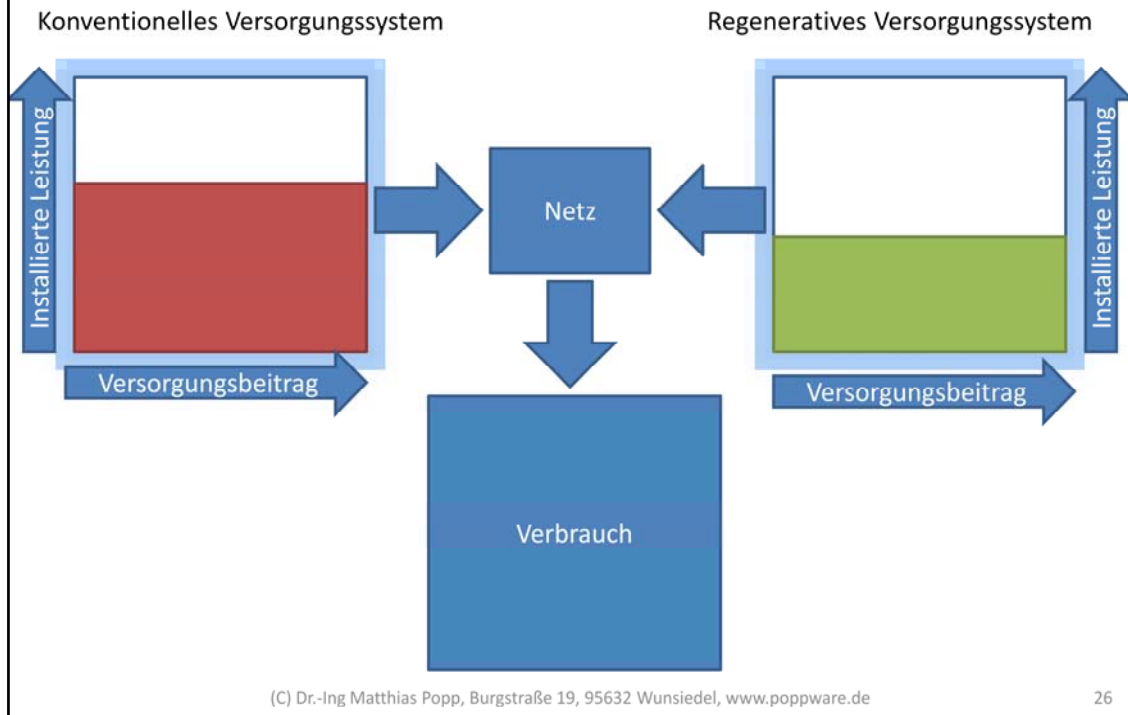 Konventionelles Versorgungssystem
Regeneratives Versorgungssystem
Installierte Leistung
Netz
Installierte Leistung
Versorgungsbeitrag
Versorgungsbeitrag
Verbrauch
(C) Dr.-Ing Matthias Popp, Burgstraße 19, 95632 Wunsiedel, www.poppware.de
26